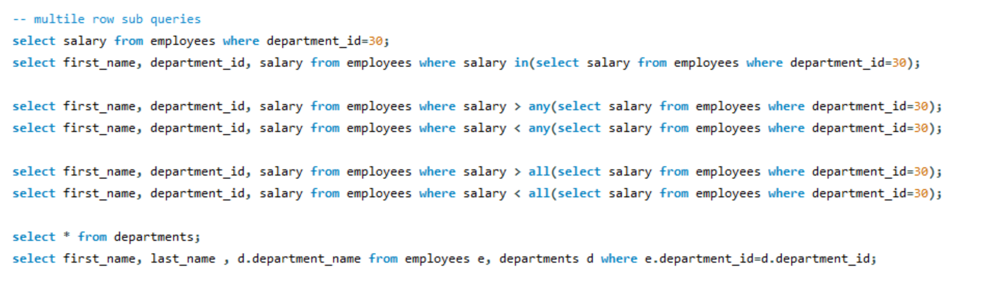 -- multile row sub queries
select salary from employees where department_id=30;
select first_name, department_id, salary from employees where salary in(select salary from employees where department_id=30);
select first_name, department_id, salary from employees where salary > any(select salary from employees where department_id=30);
select first_name, department_id, salary from employees where salary < any(select salary from employees where department_id=30);
select first_name, department_id, salary from employees where salary > all(select salary from employees where department_id=30);
select first_name, department_id, salary from employees where salary < all(select salary from employees where department_id=30);
select * from departments;
select first_name, last_name , d.department_name from employees e, departments d where e.department_id=d.department_id;